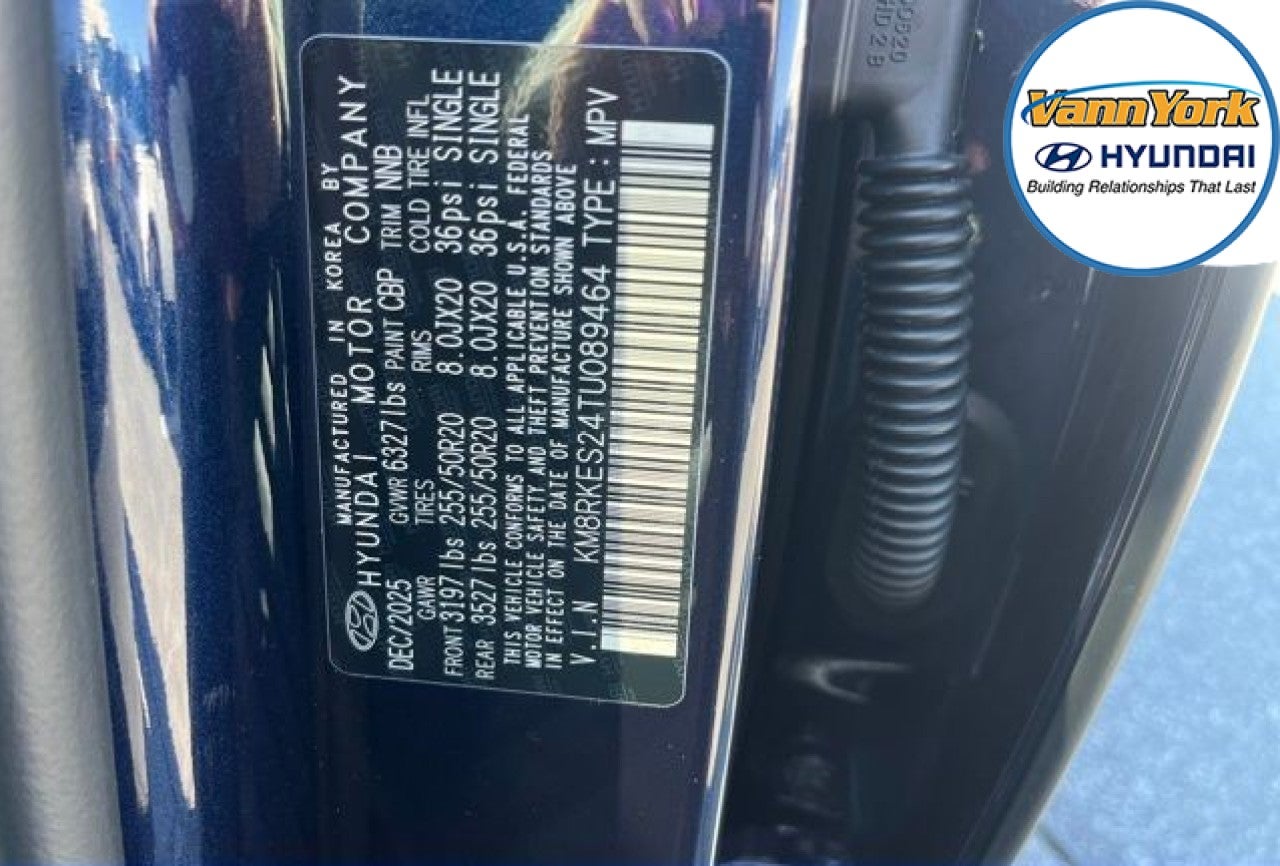 MANUFACTURED IN KOREA BY
HYUNDAI MOTOR COMPANY
DEC/2025 GVWR 6327lbs PAINT CBP TRIM NNB
GAWR TIRES RIMS COLD TIRE INFL
FRONT 3197lbs 255/50R20 8.0JX20 36psi SINGLE
REAR 3527lbs 255/50R20 8.0JX20 36psi SINGLE
THIS VEHICLE CONFORMS TO ALL APPLICABLE U.S.A. FEDERAL
MOTOR VEHICLE SAFETY AND THEFT PREVENTION STANDARDS
IN EFFECT ON THE DATE OF MANUFACTURE SHOWN ABOVE
V.I.N KM8RKES24TU089464 TYPE : MPV
VannYork
HYUNDAI
Building Relationships That Last